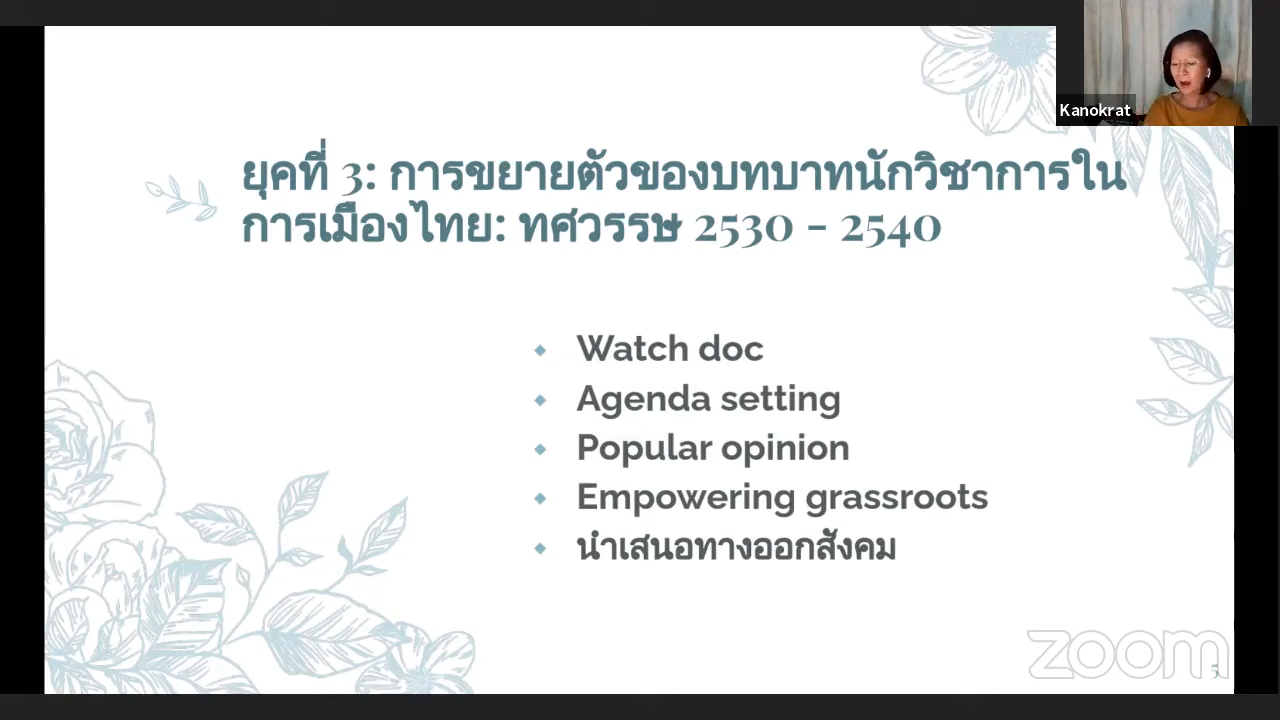 Kanokrat
ยุคที่ 3: การขยายตัวของบทบาทนักวิชาการใน
การเมืองไทย: ทศวรรษ 2530 - 2540
Watch doc
Agenda setting
Popular opinion
Empowering grassroots
นำเสนอทางออกสังคม
zoom
5